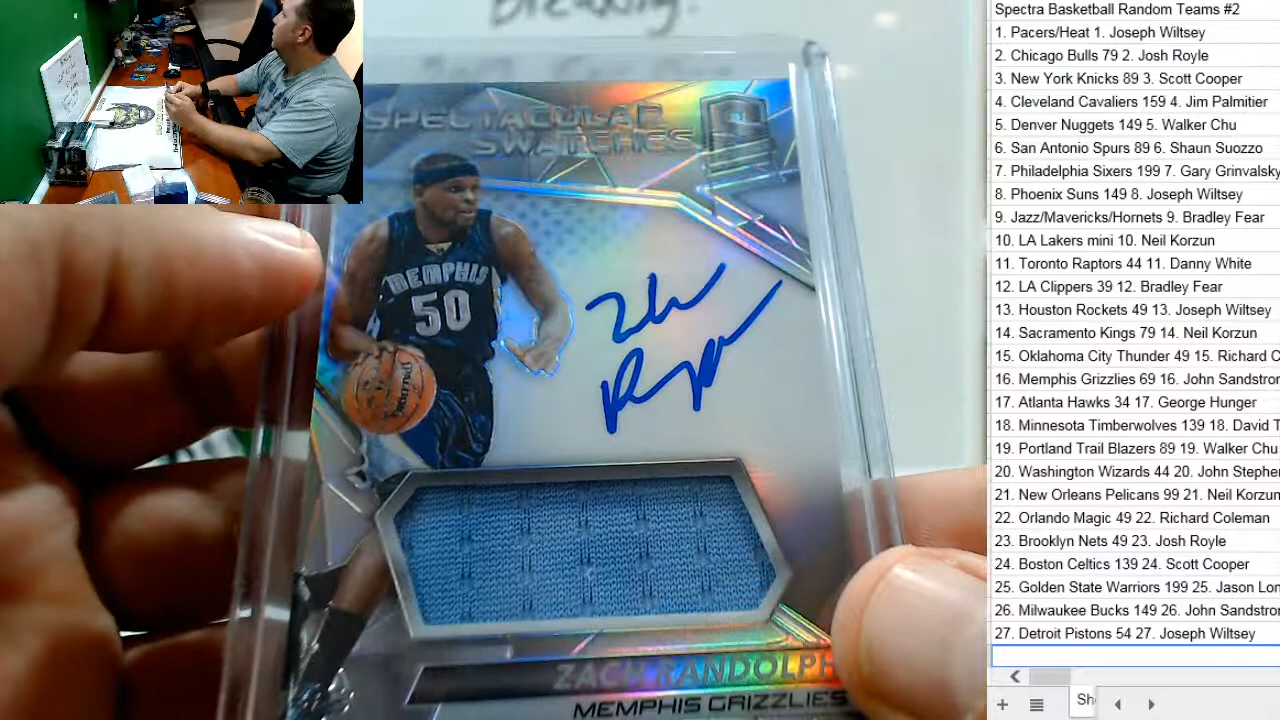 Breaking:
SPECTACULAR
SWATCHES
MEMPHIS
50
ZACH RANDOLPH
MEMPHIS GRIZZLIES
Spectra Basketball Random Teams #2
1. Pacers/Heat 1. Joseph Wiltsey
2. Chicago Bulls 79 2. Josh Royle
3. New York Knicks 89 3. Scott Cooper
4. Cleveland Cavaliers 159 4. Jim Palmitier
5. Denver Nuggets 149 5. Walker Chu
6. San Antonio Spurs 89 6. Shaun Suozzo
7. Philadelphia Sixers 199 7. Gary Grinvalsky
8. Phoenix Suns 149 8. Joseph Wiltsey
9. Jazz/Mavericks/Hornets 9. Bradley Fear
10. LA Lakers mini 10. Neil Korzun
11. Toronto Raptors 44 11. Danny White
12. LA Clippers 39 12. Bradley Fear
13. Houston Rockets 49 13. Joseph Wiltsey
14. Sacramento Kings 79 14. Neil Korzun
15. Oklahoma City Thunder 49 15. Richard C
16. Memphis Grizzlies 69 16. John Sandstro
17. Atlanta Hawks 34 17. George Hunger
18. Minnesota Timberwolves 139 18. David T
19. Portland Trail Blazers 89 19. Walker Chu
20. Washington Wizards 44 20. John Stephe
21. New Orleans Pelicans 99 21. Neil Korzun
22. Orlando Magic 49 22. Richard Coleman
23. Brooklyn Nets 49 23. Josh Royle
24. Boston Celtics 139 24. Scott Cooper
25. Golden State Warriors 199 25. Jason Lon
26. Milwaukee Bucks 149 26. John Sandstro
27. Detroit Pistons 54 27. Joseph Wiltsey
Sh